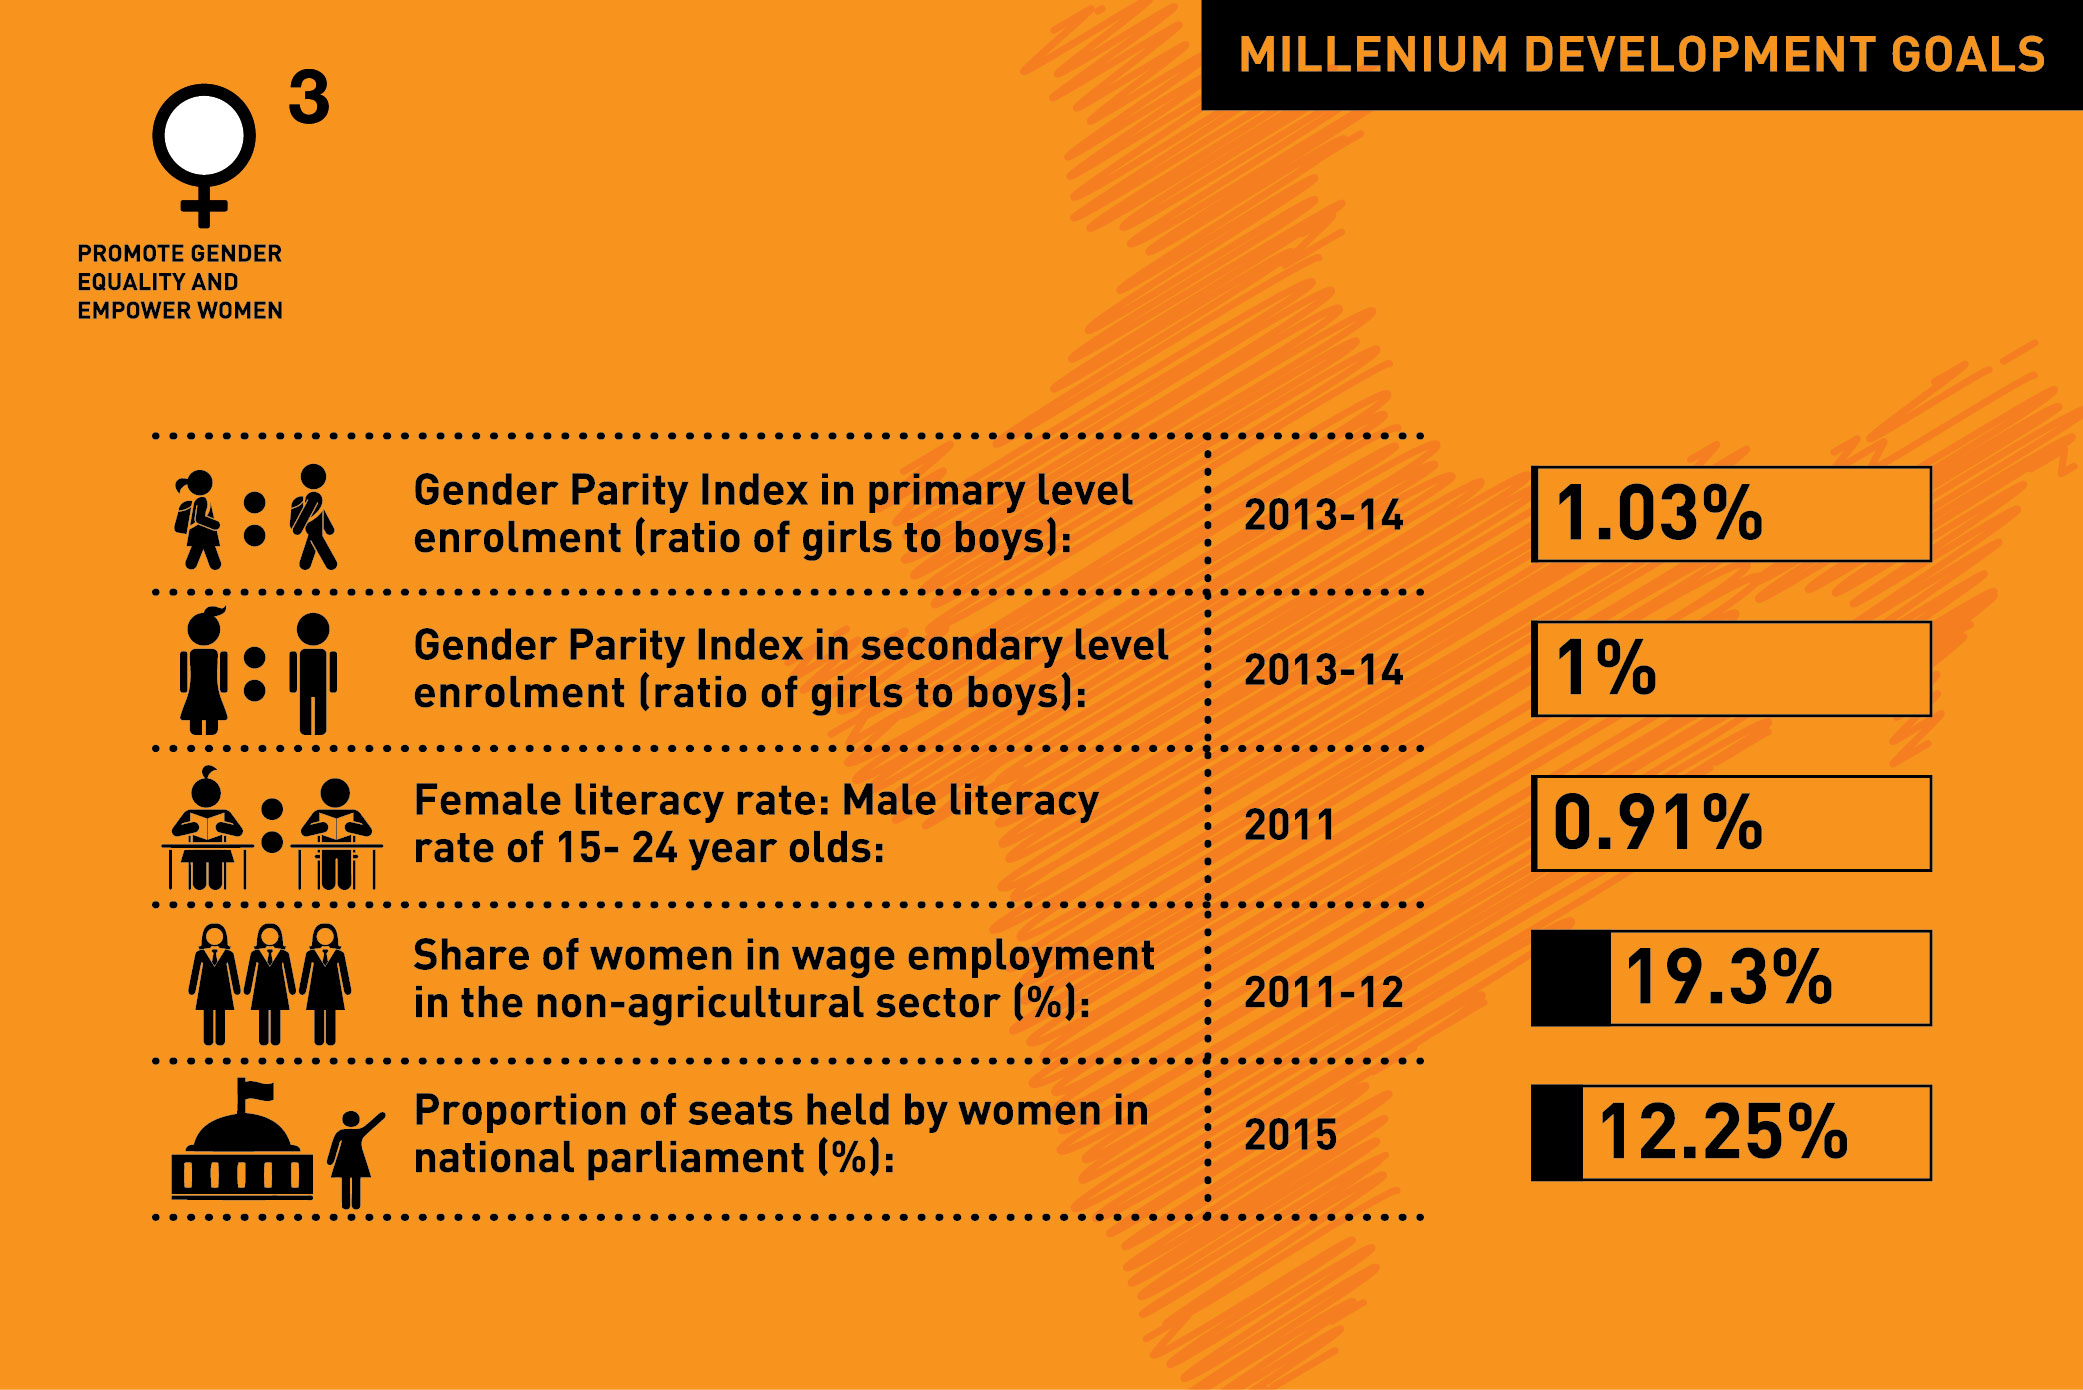 MILLENIUM DEVELOPMENT GOALS
3
PROMOTE GENDER
EQUALITY AND
EMPOWER WOMEN
Gender Parity Index in primary level
enrolment (ratio of girls to boys):
2013-14
1.03%
Gender Parity Index in secondary level
enrolment (ratio of girls to boys):
2013-14
1%
Female literacy rate: Male literacy
rate of 15- 24 year olds:
2011
0.91%
Share of women in wage employment
in the non-agricultural sector (%):
2011-12
19.3%
Proportion of seats held by women in
national parliament (%):
2015
12.25%